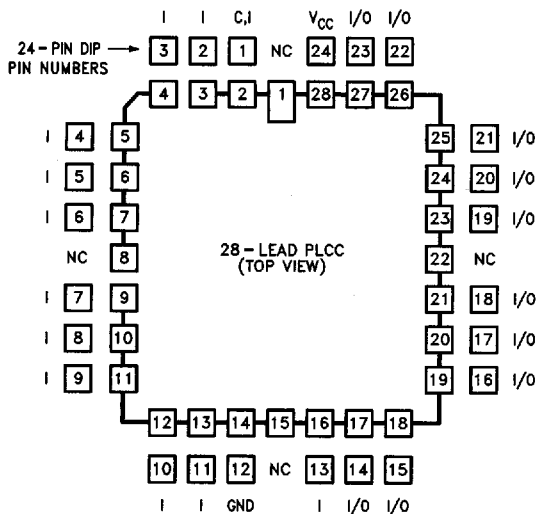 I I C,I V_CC I/O I/O
24-PIN DIP PIN NUMBERS 3 2 1 NC 24 23 22
4 3 2 1 28 27 26
I 4 5 25 21 I/O
I 5 6 24 20 I/O
I 6 7 23 19 I/O
NC 8 28-LEAD PLCC (TOP VIEW) 22 NC
I 7 9 21 18 I/O
I 8 10 20 17 I/O
I 9 11 19 16 I/O
12 13 14 15 16 17 18
10 11 12 NC 13 14 15
I I GND I I/O I/O